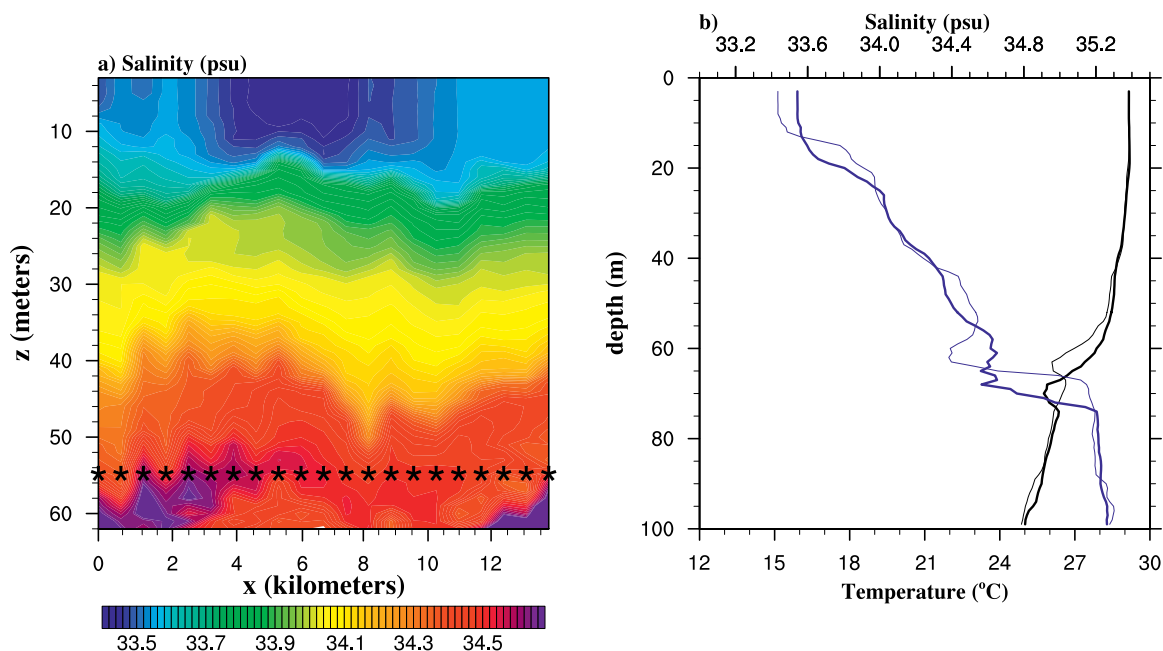 a) Salinity (psu)
10
20
30
40
50
60
z (meters)
* * * * * * * * * * * * * * * * * * * * *
0 2 4 6 8 10 12
x (kilometers)
33.5 33.7 33.9 34.1 34.3 34.5
b) Salinity (psu)
33.2 33.6 34.0 34.4 34.8 35.2
0
20
40
60
80
100
depth (m)
12 15 18 21 24 27 30
Temperature (°C)